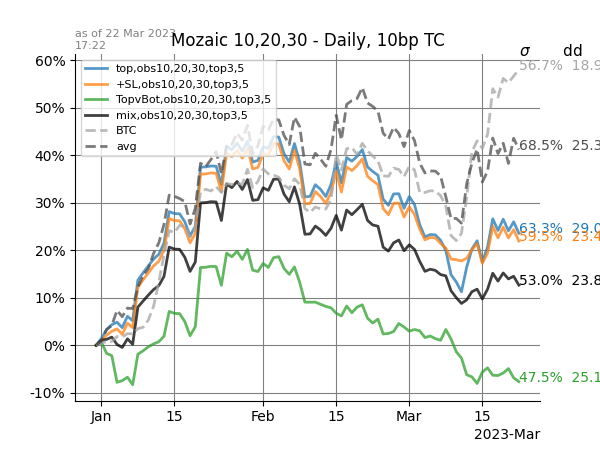 as of 22 Mar 2023
17:22
Mozaic 10,20,30 - Daily, 10bp TC
σ dd
60%
50%
40%
30%
20%
10%
0%
-10%
top,obs10,20,30,top3,5
+SL,obs10,20,30,top3,5
TopvBot,obs10,20,30,top3,5
mix,obs10,20,30,top3,5
BTC
avg
56.7% 18.9
68.5% 25.3
63.3% 29.0
59.5% 23.4
53.0% 23.8
47.5% 25.1
Jan 15 Feb 15 Mar 15
2023-Mar